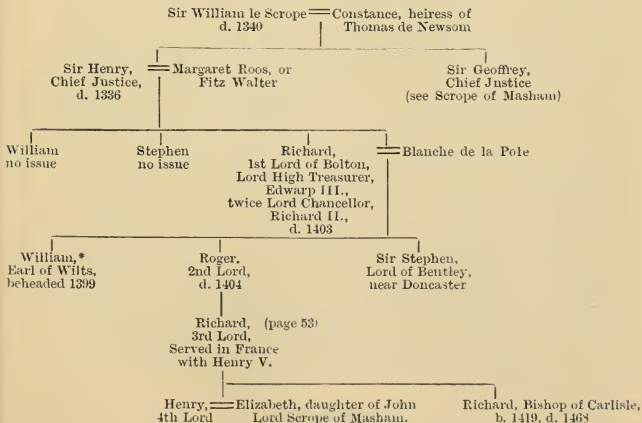 Sir William le Scrope = Constance, heiress of
d. 1340 Thomas de Newsom
Sir Henry, = Margaret Roos, or
Chief Justice, Fitz Walter
d. 1336
Sir Geoffrey,
Chief Justice
(see Scrope of Masham)
William
no issue
Stephen
no issue
Richard,
1st Lord of Bolton,
Lord High Treasurer,
Edwarp III.,
twice Lord Chancellor,
Richard II.,
d. 1403
= Blanche de la Pole
William,*
Earl of Wilts,
beheaded 1399
Roger,
2nd Lord,
d. 1404
Sir Stephen,
Lord of Bentley,
near Doncaster
Richard, (page 53)
3rd Lord,
Served in France
with Henry V.
Henry, = Elizabeth, daughter of John
4th Lord Lord Scrope of Masham.
Richard, Bishop of Carlisle,
b. 1419, d. 1468